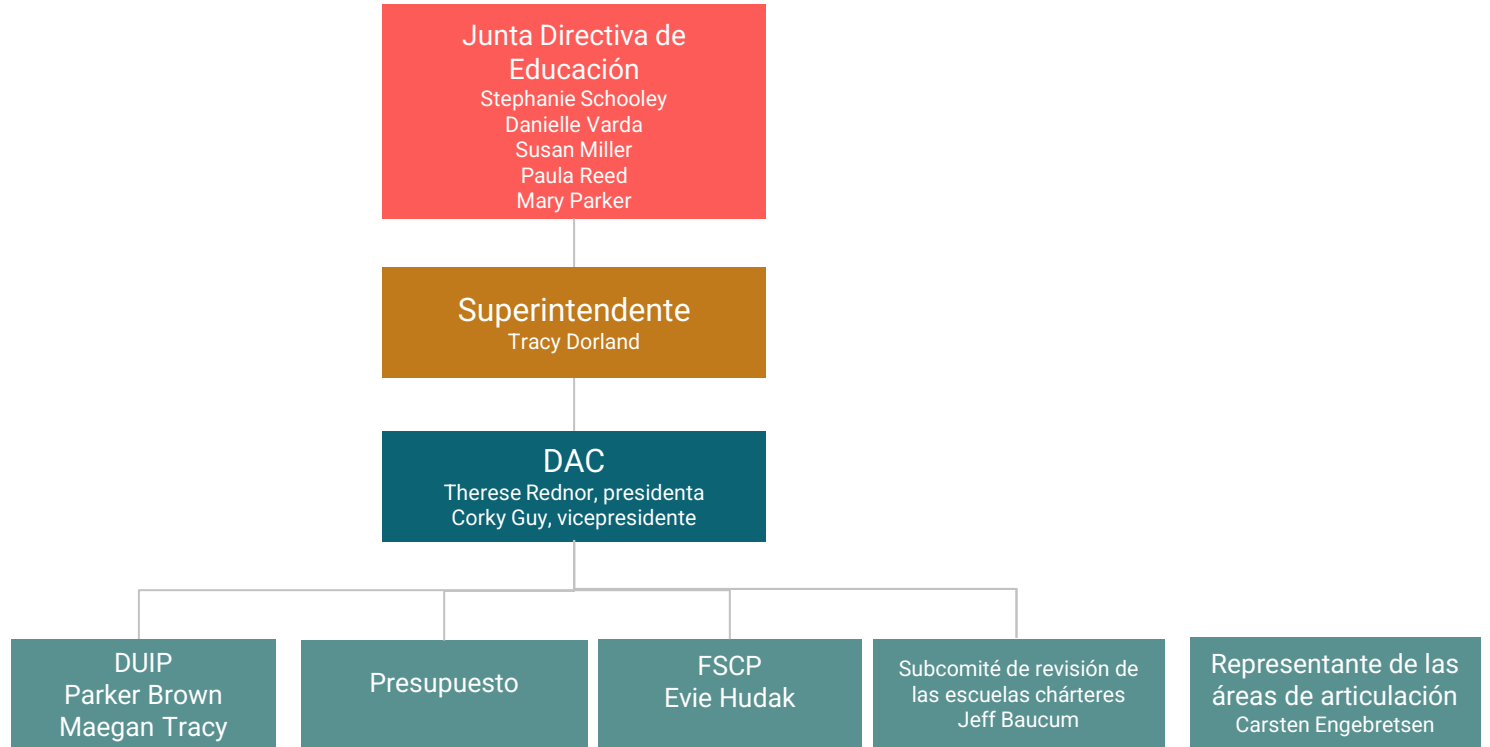 Junta Directiva de
Educación
Stephanie Schooley
Danielle Varda
Susan Miller
Paula Reed
Mary Parker
Superintendente
Tracy Dorland
DAC
Therese Rednor, presidenta
Corky Guy, vicepresidente
DUIP
Parker Brown
Maegan Tracy
Presupuesto
FSCP
Evie Hudak
Subcomité de revisión de
las escuelas chárteres
Jeff Baucum
Representante de las
áreas de articulación
Carsten Engebretsen